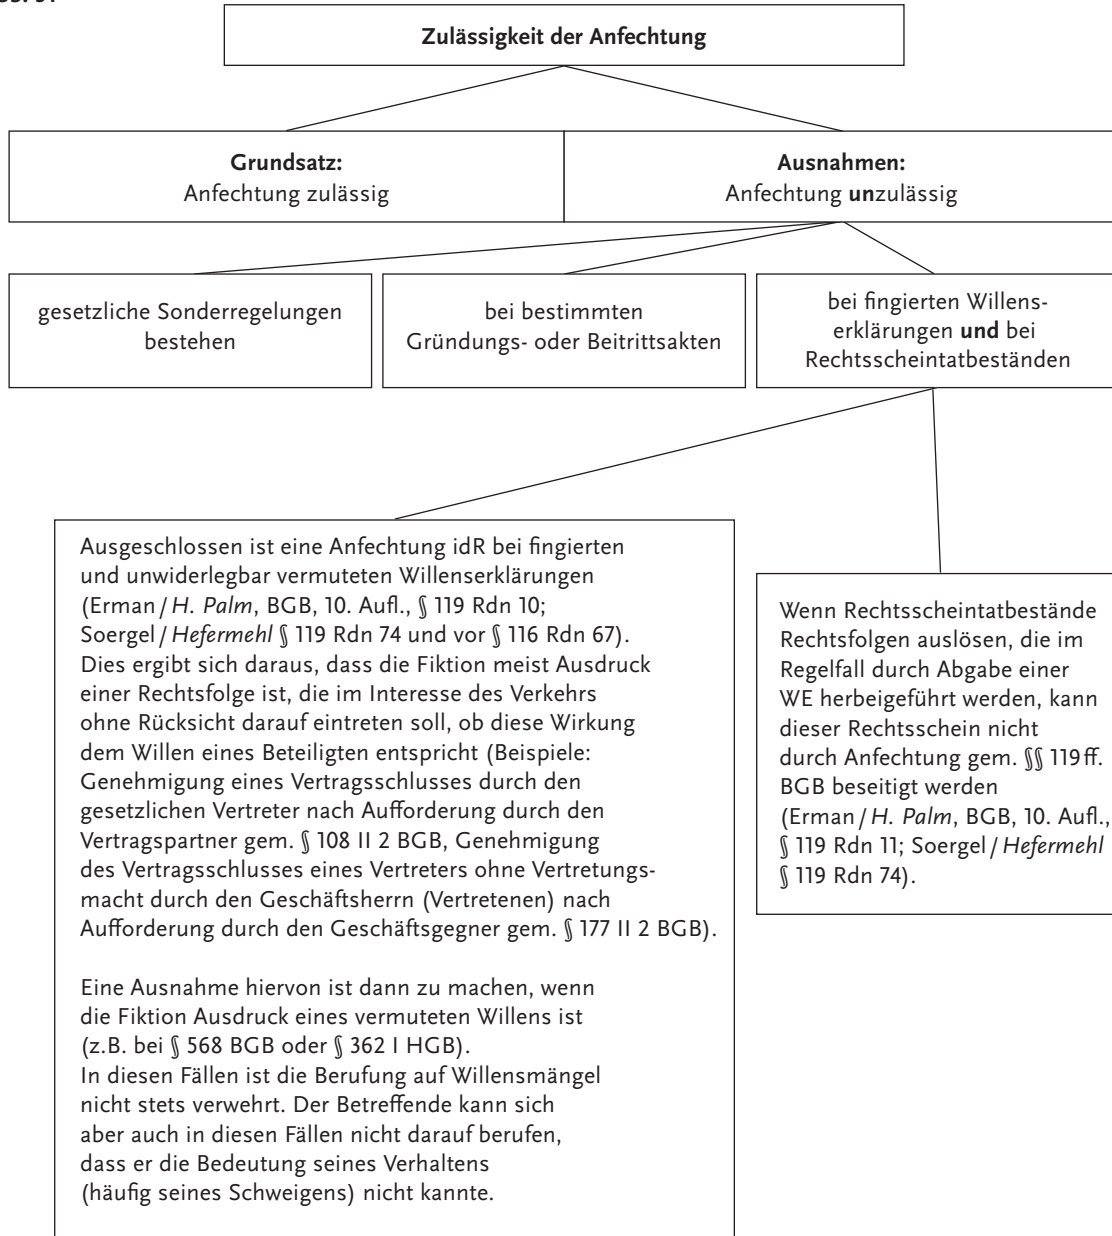 Zulässigkeit der Anfechtung
Grundsatz:
Anfechtung zulässig
Ausnahmen:
Anfechtung unzulässig
gesetzliche Sonderregelungen
bestehen
bei bestimmten
Gründungs- oder Beitrittsakten
bei fingierten Willens-
erklärungen und bei
Rechtsscheintatbeständen
Ausgeschlossen ist eine Anfechtung idR bei fingierten
und unwiderlegbar vermuteten Willenserklärungen
(Erman / H. Palm, BGB, 10. Aufl., § 119 Rdn 10;
Soergel / Hefermehl § 119 Rdn 74 und vor § 116 Rdn 67).
Dies ergibt sich daraus, dass die Fiktion meist Ausdruck
einer Rechtsfolge ist, die im Interesse des Verkehrs
ohne Rücksicht darauf eintreten soll, ob diese Wirkung
dem Willen eines Beteiligten entspricht (Beispiele:
Genehmigung eines Vertragsschlusses durch den
gesetzlichen Vertreter nach Aufforderung durch den
Vertragspartner gem. § 108 II 2 BGB, Genehmigung
des Vertragsschlusses eines Vertreters ohne Vertretungs-
macht durch den Geschäftsherrn (Vertretenen) nach
Aufforderung durch den Geschäftsgegner gem. § 177 II 2 BGB).
Eine Ausnahme hiervon ist dann zu machen, wenn
die Fiktion Ausdruck eines vermuteten Willens ist
(z.B. bei § 568 BGB oder § 362 I HGB).
In diesen Fällen ist die Berufung auf Willensmängel
nicht stets verwehrt. Der Betreffende kann sich
aber auch in diesen Fällen nicht darauf berufen,
dass er die Bedeutung seines Verhaltens
(häufig seines Schweigens) nicht kannte.
Wenn Rechtsscheintatbestände
Rechtsfolgen auslösen, die im
Regelfall durch Abgabe einer
WE herbeigeführt werden, kann
dieser Rechtsschein nicht
durch Anfechtung gem. §§ 119 ff.
BGB beseitigt werden
(Erman / H. Palm, BGB, 10. Aufl.,
§ 119 Rdn 11; Soergel / Hefermehl
§ 119 Rdn 74).